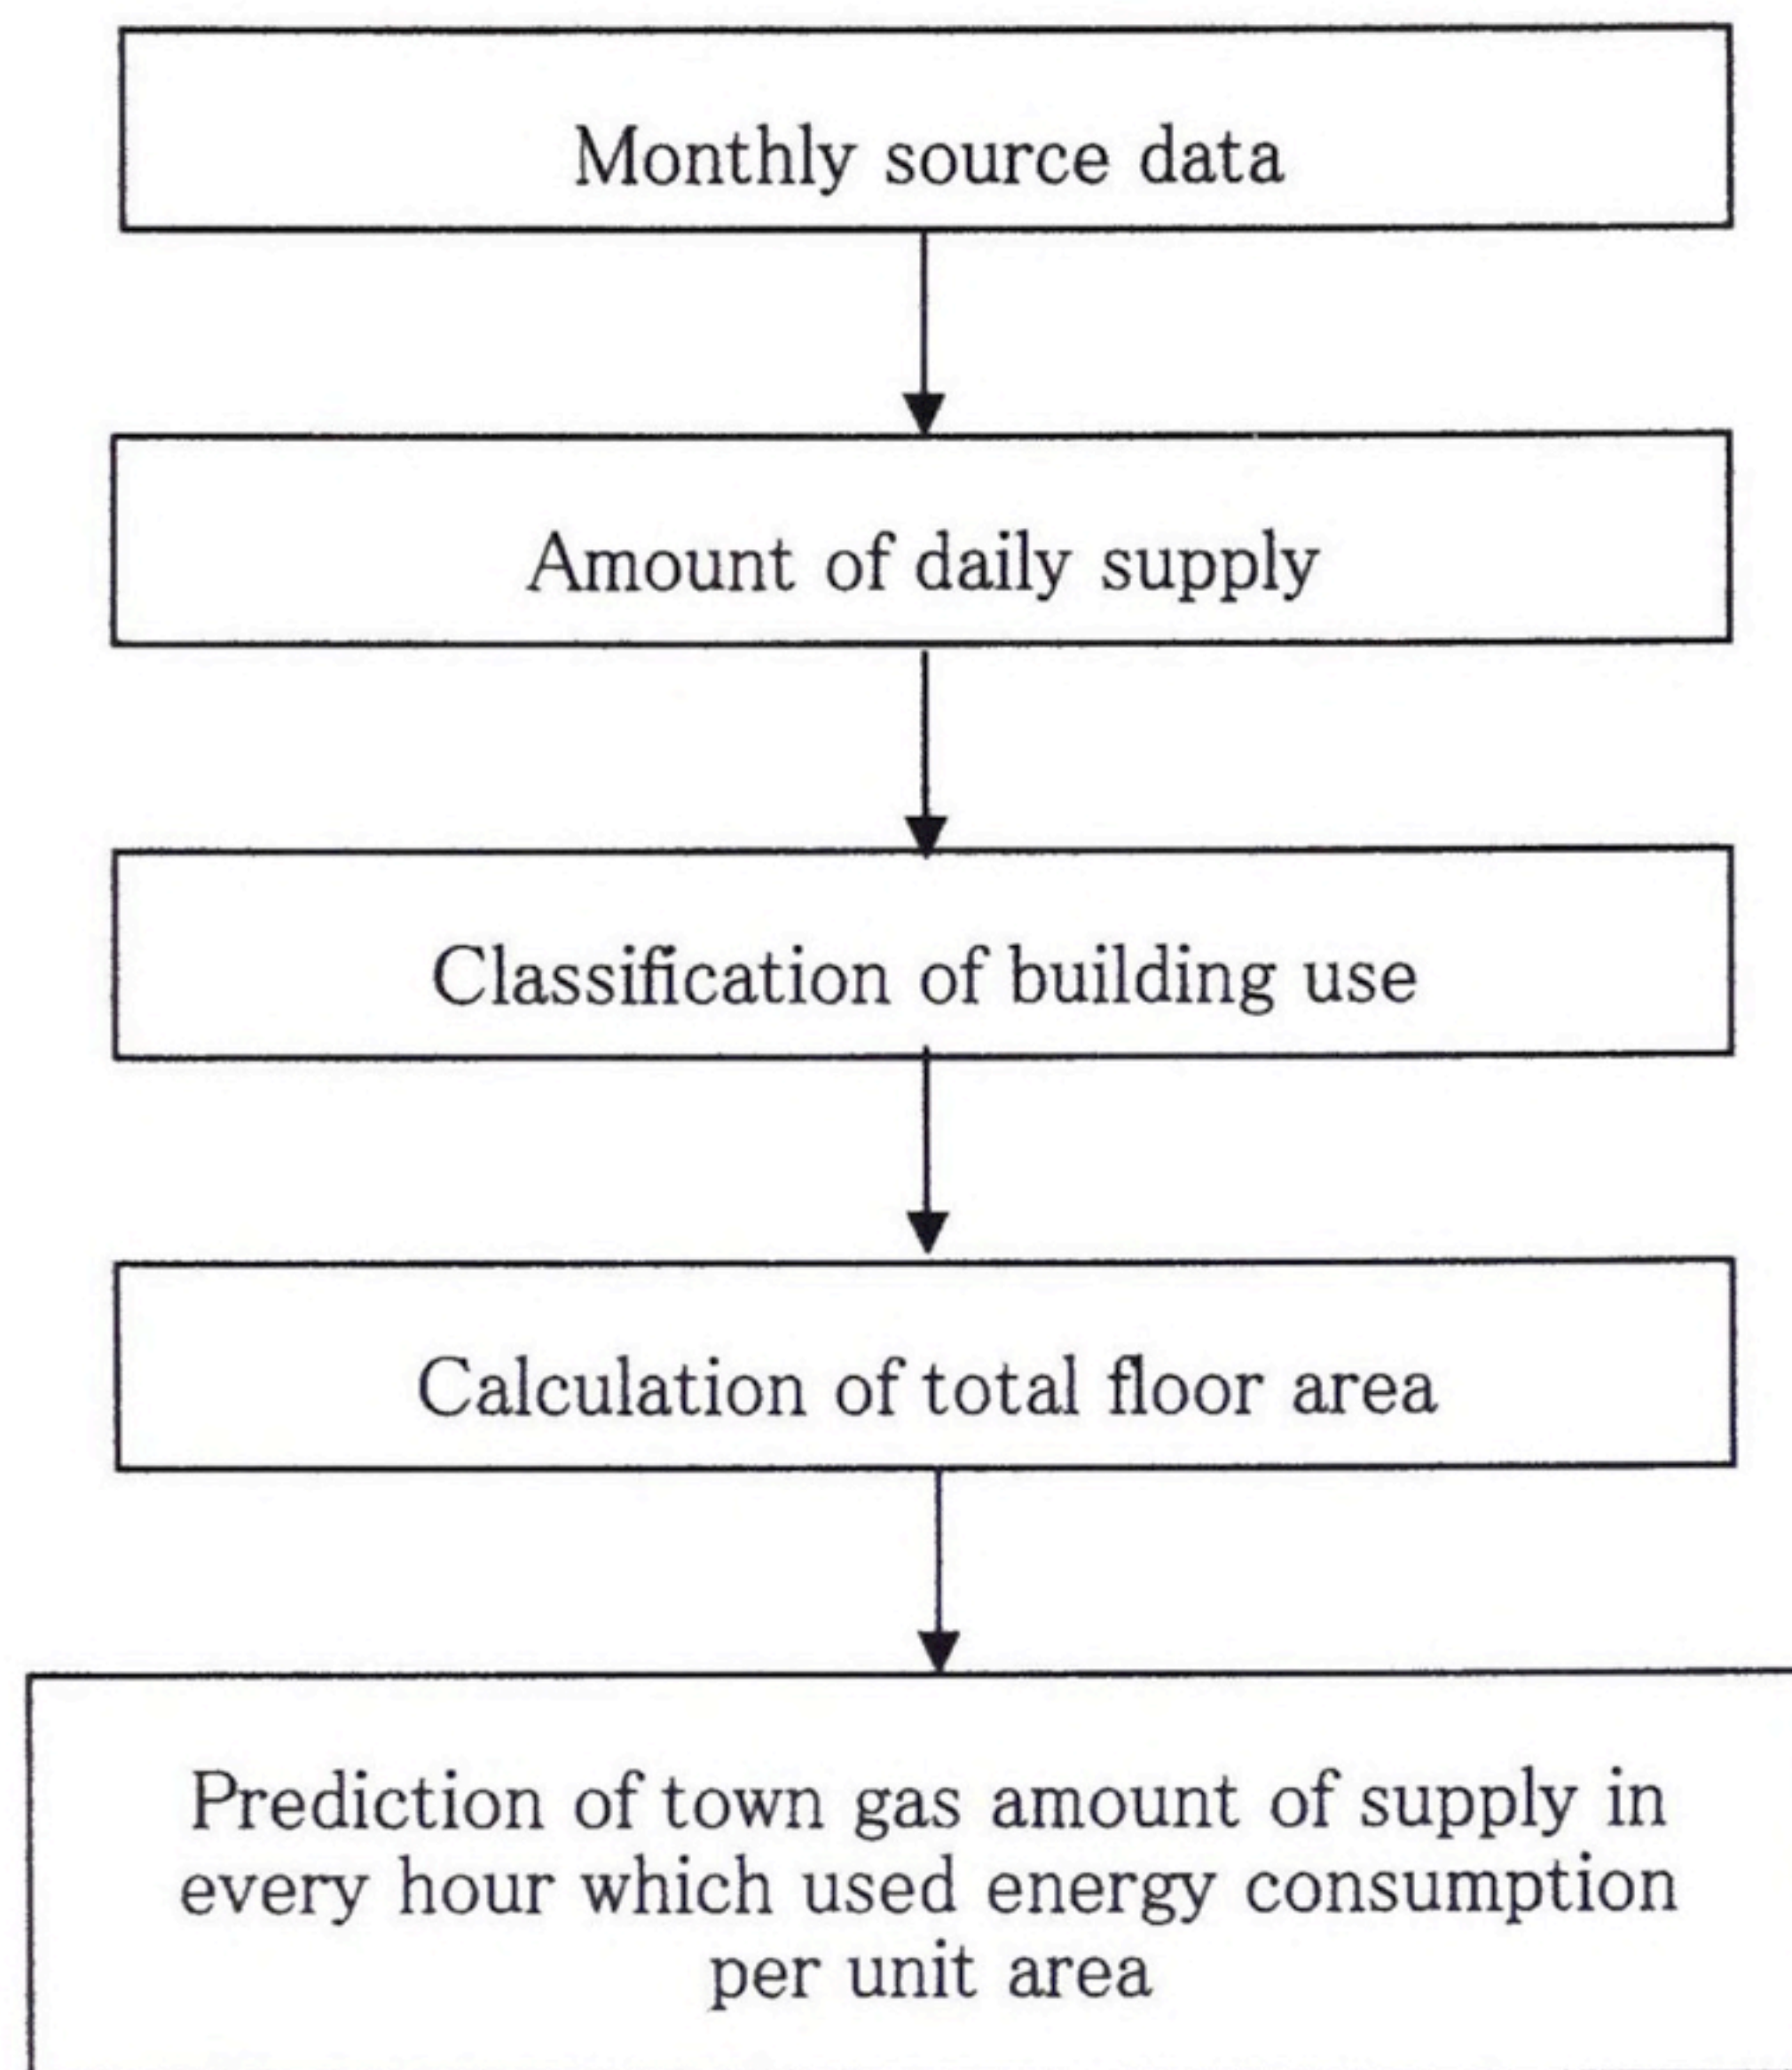 Monthly source data
Amount of daily supply
Classification of building use
Calculation of total floor area
Prediction of town gas amount of supply in
every hour which used energy consumption
per unit area